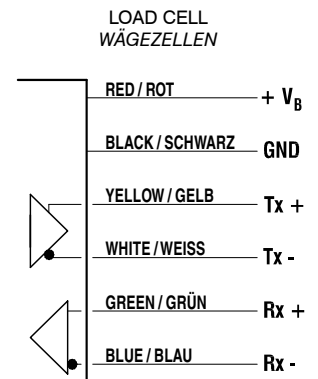 LOAD CELL
WÄGEZELLEN
RED / ROT + VB
BLACK / SCHWARZ GND
YELLOW / GELB Tx +
WHITE / WEISS Tx -
GREEN / GRÜN Rx +
BLUE / BLAU Rx -